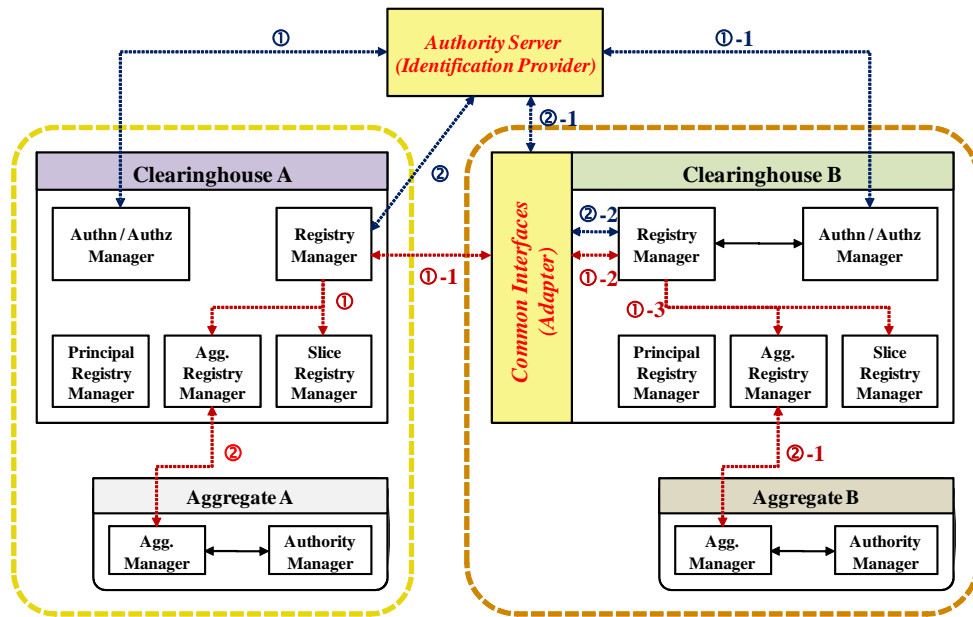 ①
Authority Server
(Identification Provider)
①-1
②-1
②
Clearinghouse A
Clearinghouse B
Authn / Authz
Manager
Registry
Manager
①-1
Common Interfaces
(Adapter)
②-2
①-2
Registry
Manager
Authn / Authz
Manager
①
①-3
Principal
Registry
Manager
Agg.
Registry
Manager
Slice
Registry
Manager
Principal
Registry
Manager
Agg.
Registry
Manager
Slice
Registry
Manager
②
②-1
Aggregate A
Aggregate B
Agg.
Manager
Authority
Manager
Agg.
Manager
Authority
Manager